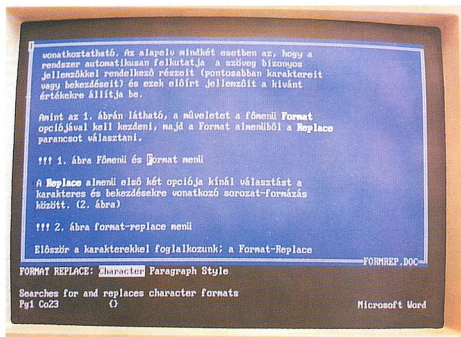 vonatkoztatható. Az alapelv mindkét esetben az, hogy a
rendszer automatikusan felkutatja a szöveg bizonyos
jellemzőkkel rendelkező részeit (pontosabban karaktereit
vagy bekezdéseit) és ezek előírt jellemzőit a kívánt
értékekre állítja be.
Amint az 1. ábrán látható, a műveletet a főmenü Format
opciójával kell kezdeni, majd a Format almenüből a Replace
parancsot választani.
!!! 1. ábra Főmenü és Format menü
A Replace almenü első két opciója kínál választást a
karakteres és bekezdésekre vonatkozó sorozat-formázás
között. (2. ábra)
!!! 2. ábra format-replace menü
Először a karakterekkel foglalkozunk; a Format-Replace
FORMREP.DOC
FORMAT REPLACE: Character Paragraph Style
Searches for and replaces character formats
Pg1 Co23 {} Microsoft Word